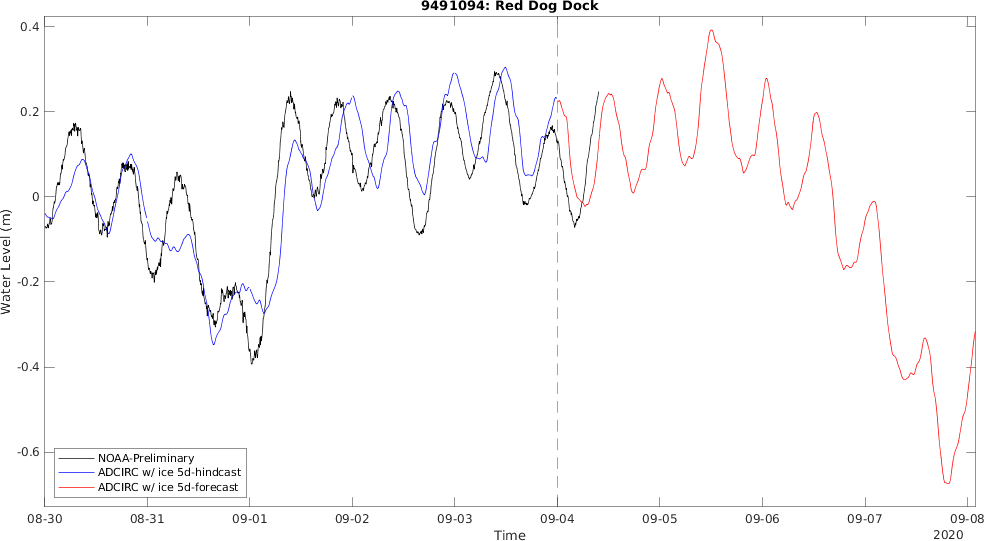 9491094: Red Dog Dock
0.4
0.2
0
-0.2
-0.4
-0.6
Water Level (m)
NOAA-Preliminary
ADCIRC w/ ice 5d-hindcast
ADCIRC w/ ice 5d-forecast
08-30 08-31 09-01 09-02 09-03 09-04 09-05 09-06 09-07 09-08
Time 2020